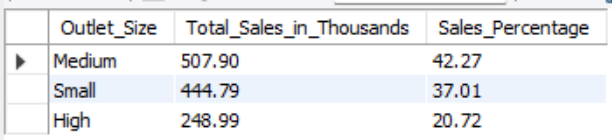 Outlet_Size Total_Sales_in_Thousands Sales_Percentage
Medium 507.90 42.27
Small 444.79 37.01
High 248.99 20.72